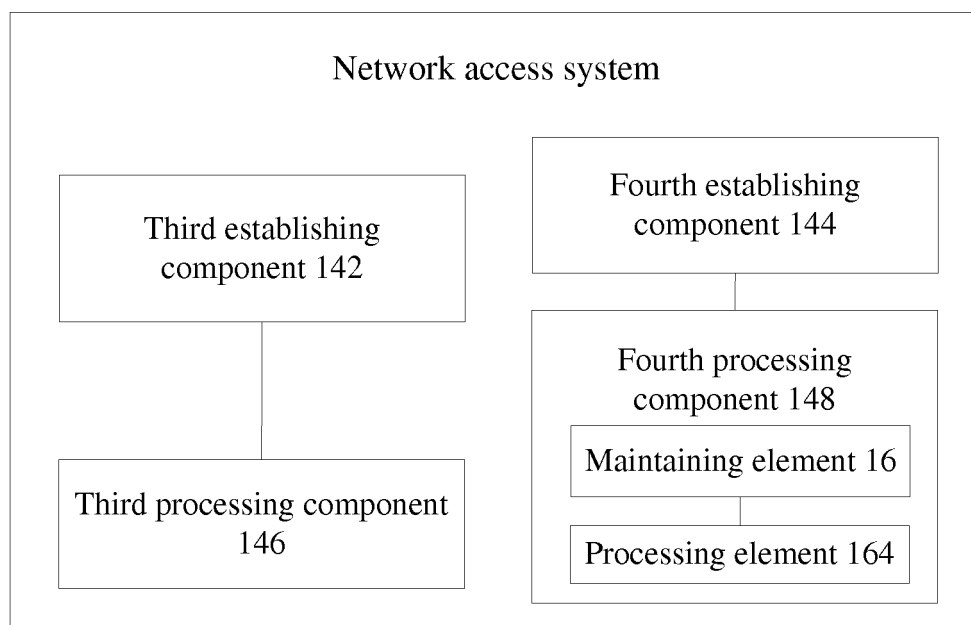 Network access system
Third establishing
component 142
Third processing component
146
Fourth establishing
component 144
Fourth processing
component 148
Maintaining element 16
Processing element 164